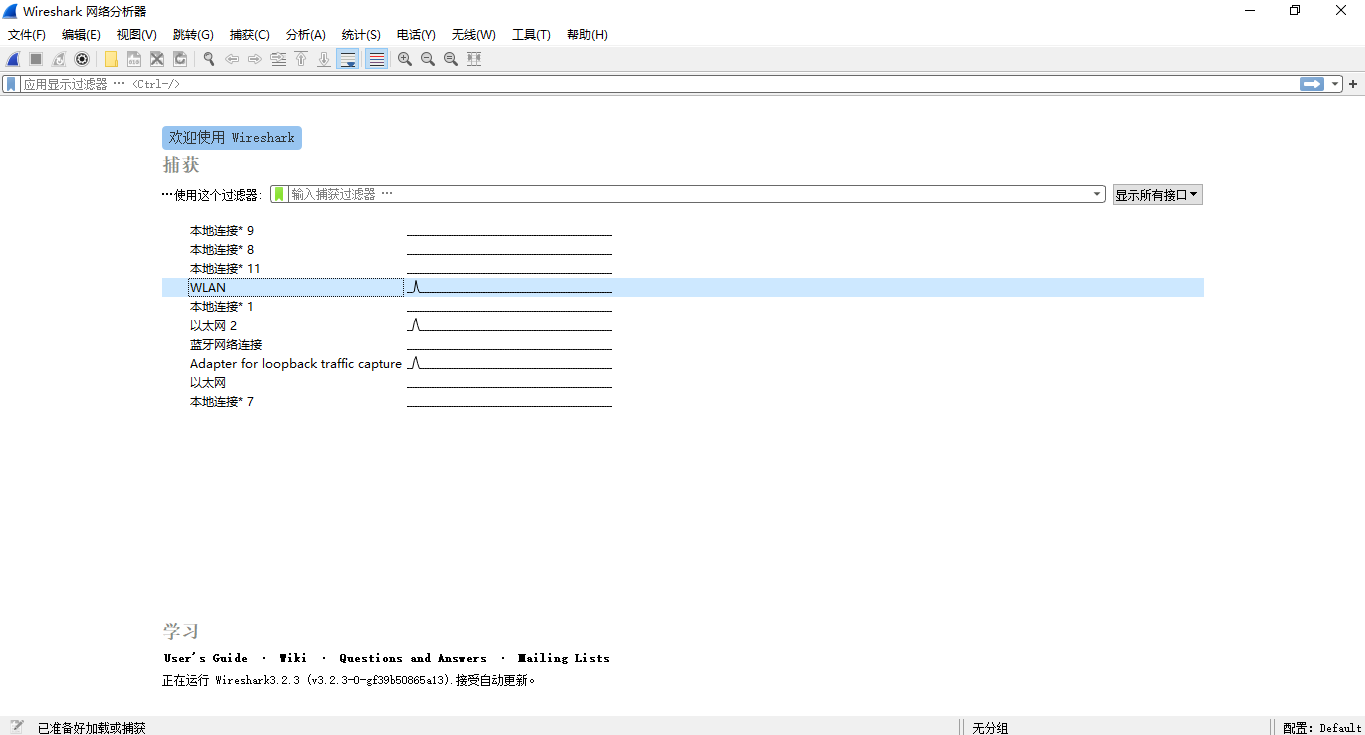 Wireshark 网络分析器
文件(F) 编辑(E) 视图(V) 跳转(G) 捕获(C) 分析(A) 统计(S) 电话(Y) 无线(W) 工具(T) 帮助(H)
应用显示过滤器 … <Ctrl-/>
欢迎使用 Wireshark
捕获
…使用这个过滤器: 输入捕获过滤器 … 显示所有接口
本地连接* 9
本地连接* 8
本地连接* 11
WLAN
本地连接* 1
以太网 2
蓝牙网络连接
Adapter for loopback traffic capture
以太网
本地连接* 7
学习
User's Guide · Wiki · Questions and Answers · Mailing Lists
正在运行 Wireshark3.2.3 (v3.2.3-0-gf39b50865a13).接受自动更新。
已准备好加载或捕获 无分组 配置: Default